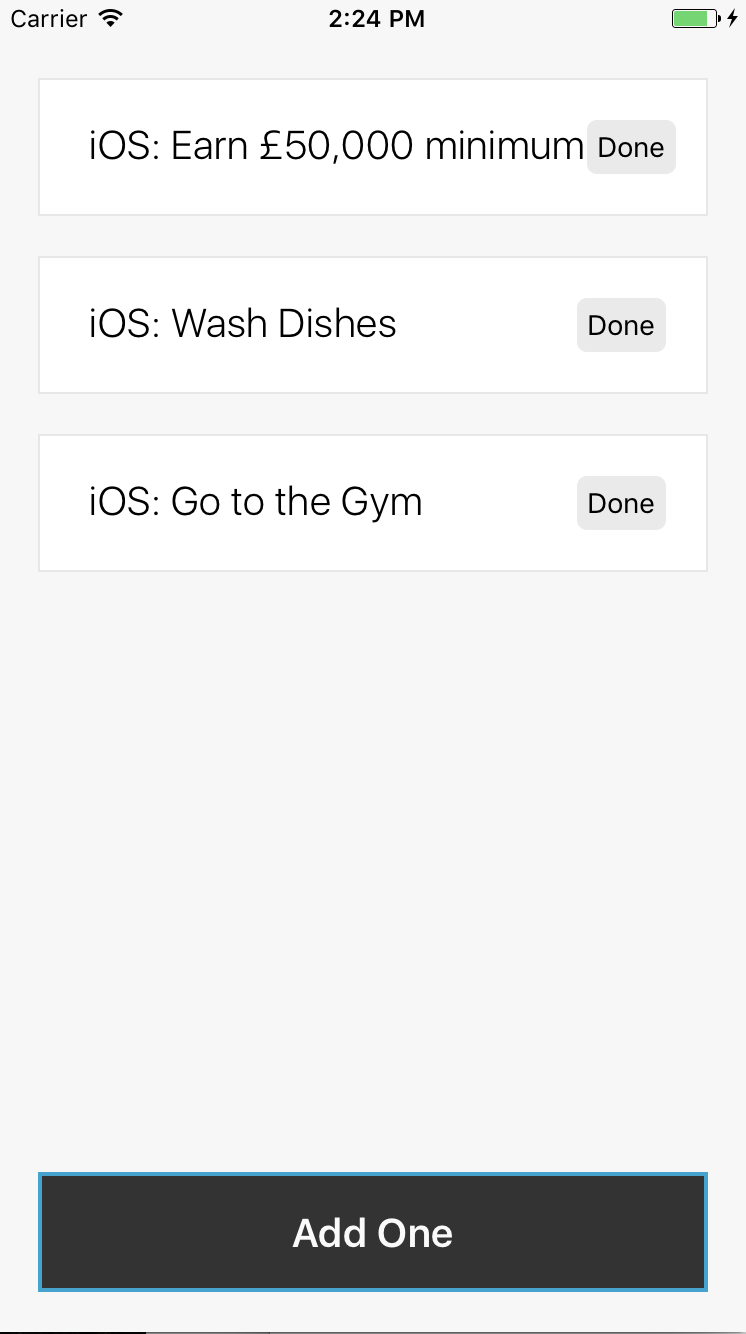 Carrier 2:24 PM
iOS: Earn £50,000 minimum Done
iOS: Wash Dishes Done
iOS: Go to the Gym Done
Add One